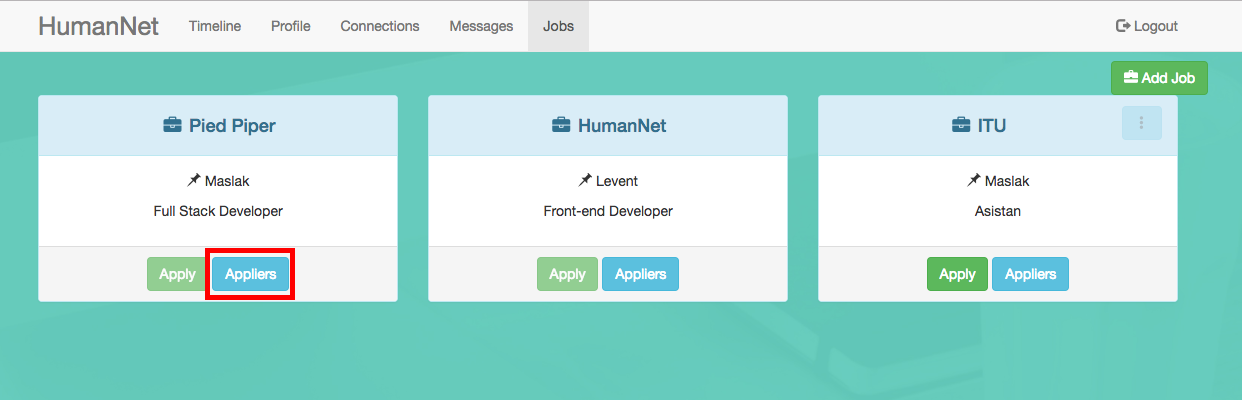 HumanNet Timeline Profile Connections Messages Jobs Logout
Add Job
Pied Piper
Maslak
Full Stack Developer
Apply Appliers
HumanNet
Levent
Front-end Developer
Apply Appliers
ITU
Maslak
Asistan
Apply Appliers